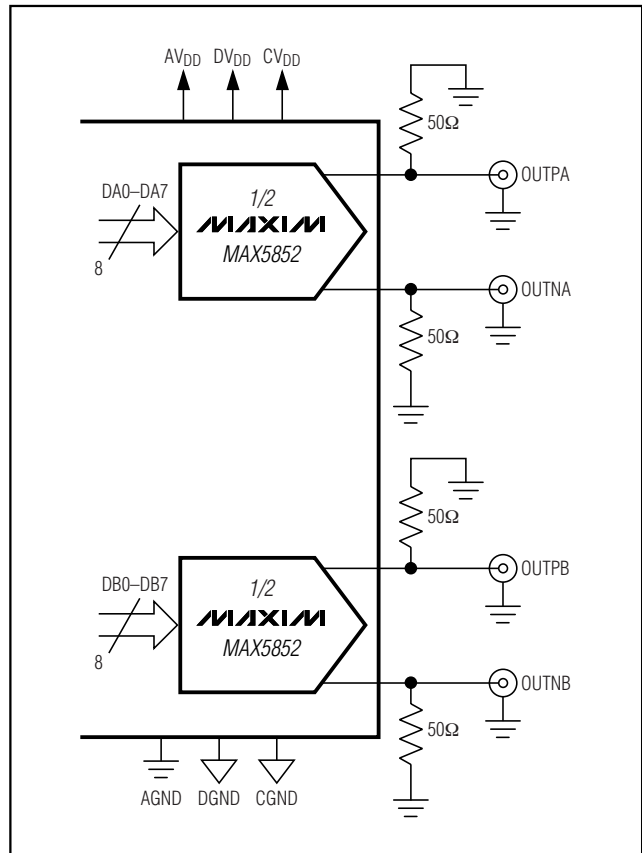 AVDD DVDD CVDD
50Ω
DA0–DA7
OUTPA
1/2
MAXIM
MAX5852
8
OUTNA
50Ω
50Ω
DB0–DB7
OUTPB
1/2
MAXIM
MAX5852
8
OUTNB
50Ω
AGND DGND CGND